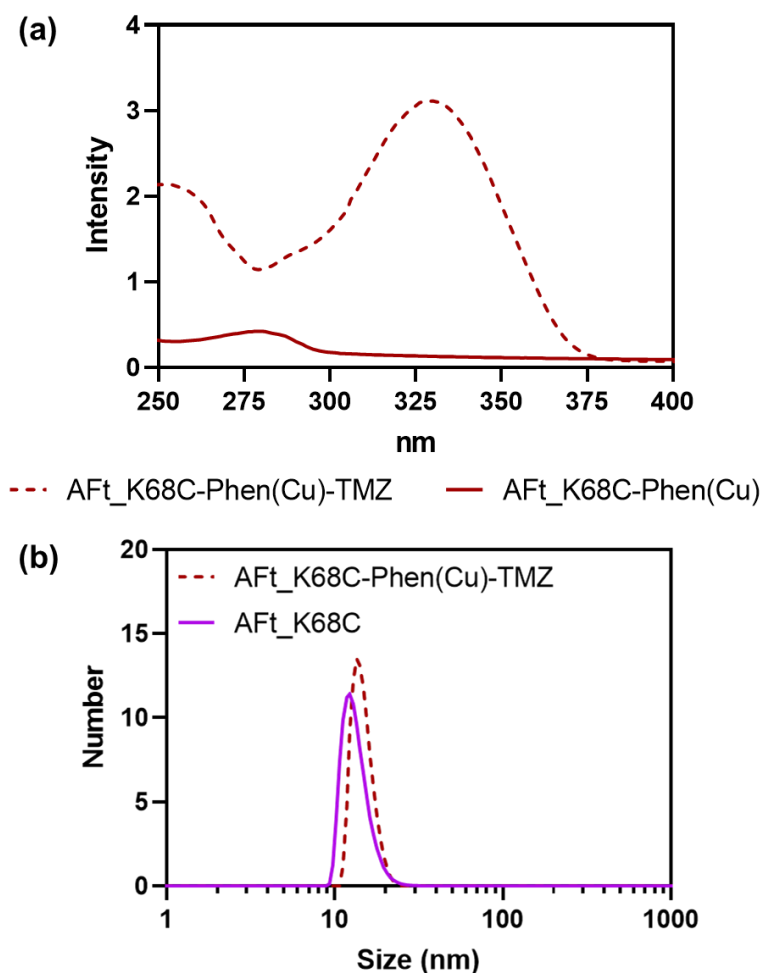 (a)
4
3
2
1
0
Intensity
250 275 300 325 350 375 400
nm
AFt_K68C-Phen(Cu)-TMZ AFt_K68C-Phen(Cu)
(b)
20
15
10
5
0
Number
AFt_K68C-Phen(Cu)-TMZ
AFt_K68C
1 10 100 1000
Size (nm)